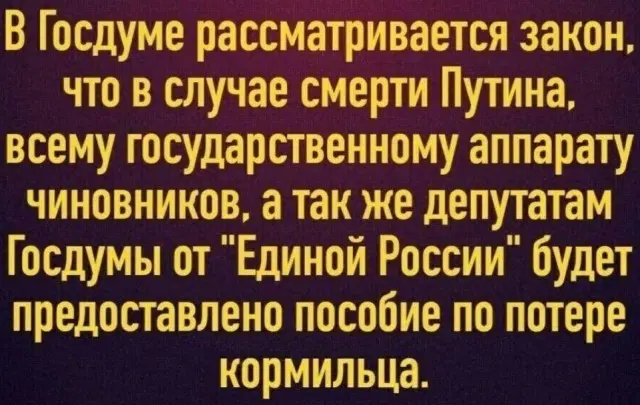 В Госдуме рассматривается закон,
что в случае смерти Путина,
всему государственному аппарату
чиновников, а так же депутатам
Госдумы от "Единой России" будет
предоставлено пособие по потере
кормильца.